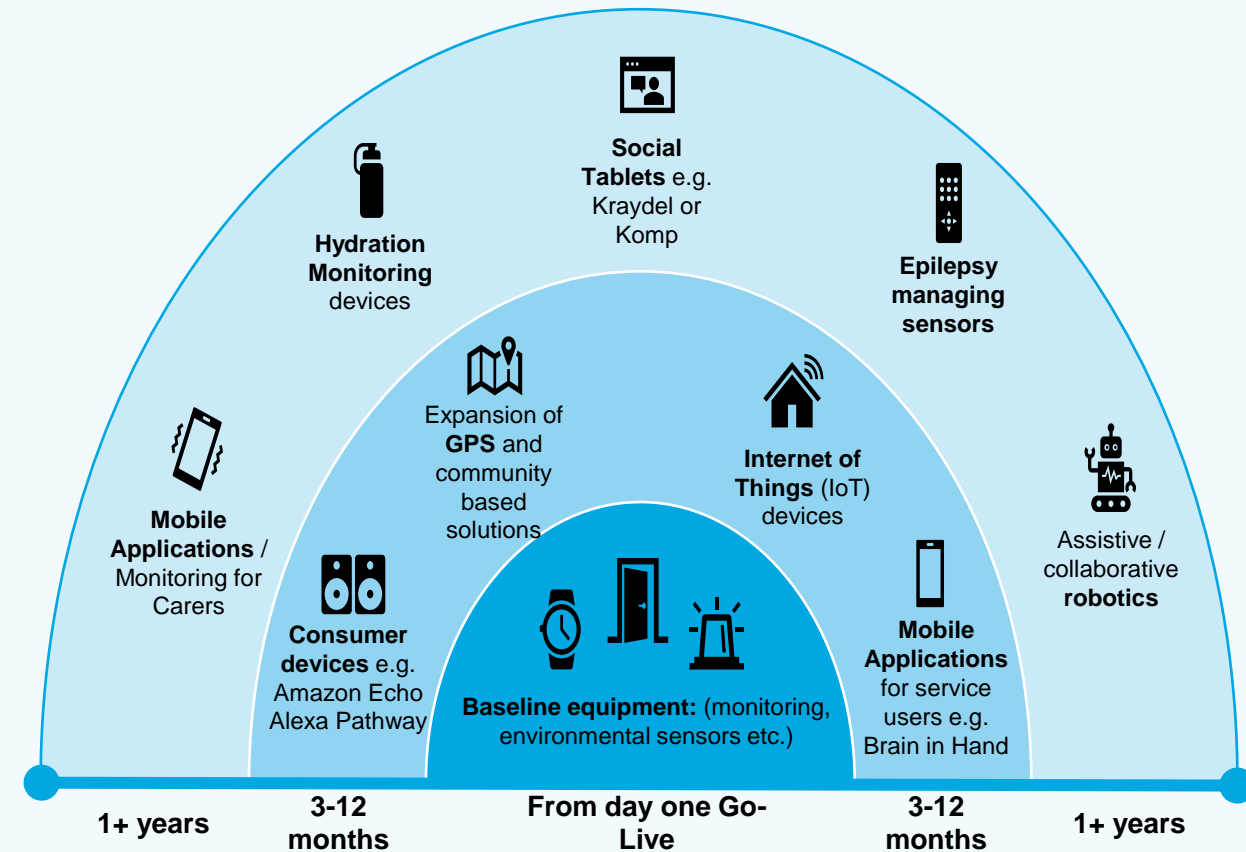 Social
Tablets e.g.
Kraydel or
Komp
Hydration
Monitoring
devices
Epilepsy
managing
sensors
Expansion of
GPS and
community
based
solutions
Internet of
Things (IoT)
devices
Mobile
Applications /
Monitoring for
Carers
Assistive /
collaborative
robotics
Consumer
devices e.g.
Amazon Echo
Alexa Pathway
Mobile
Applications
for service
users e.g.
Brain in Hand
Baseline equipment: (monitoring,
environmental sensors etc.)
1+ years
3-12
months
From day one Go-
Live
3-12
months
1+ years